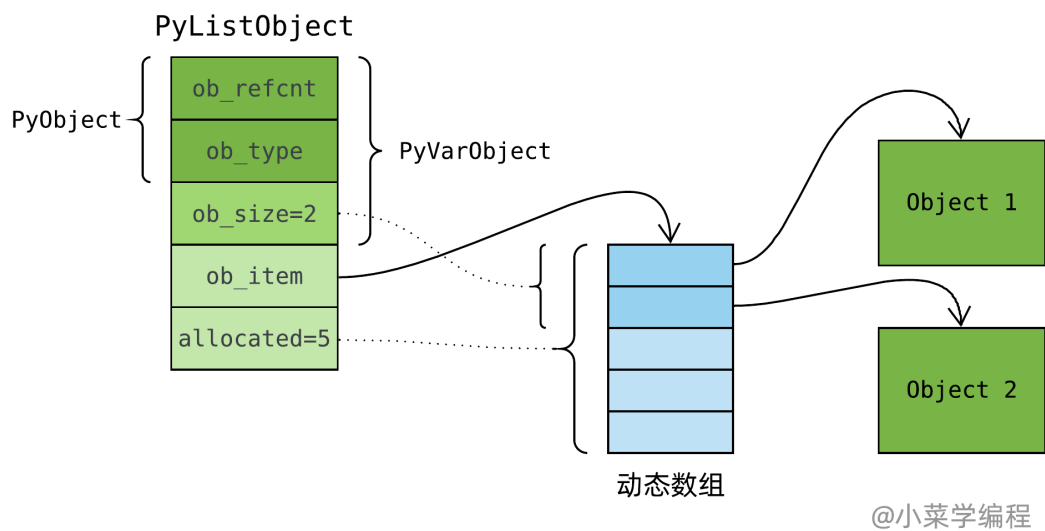 PyListObject
ob_refcnt
PyObject
ob_type
PyVarObject
ob_size=2
ob_item
allocated=5
Object 1
Object 2
动态数组
@小菜学编程